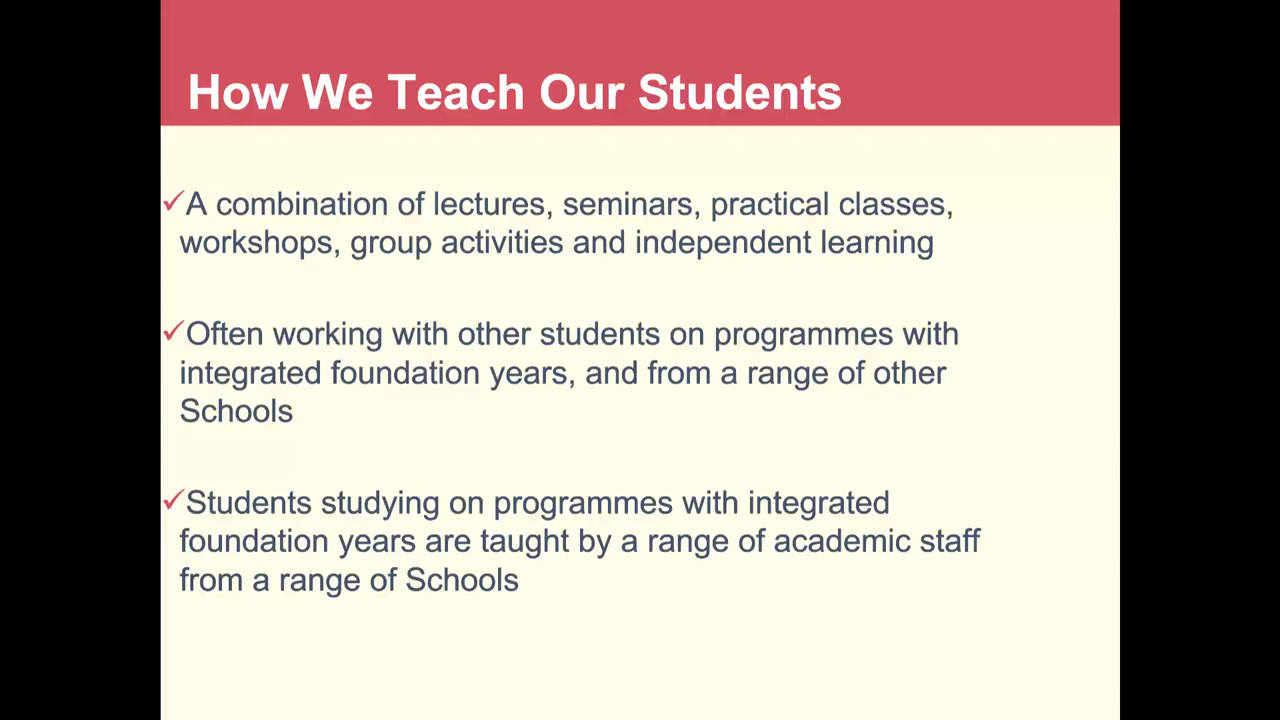 How We Teach Our Students
✓A combination of lectures, seminars, practical classes,
workshops, group activities and independent learning
✓Often working with other students on programmes with
integrated foundation years, and from a range of other
Schools
✓Students studying on programmes with integrated
foundation years are taught by a range of academic staff
from a range of Schools